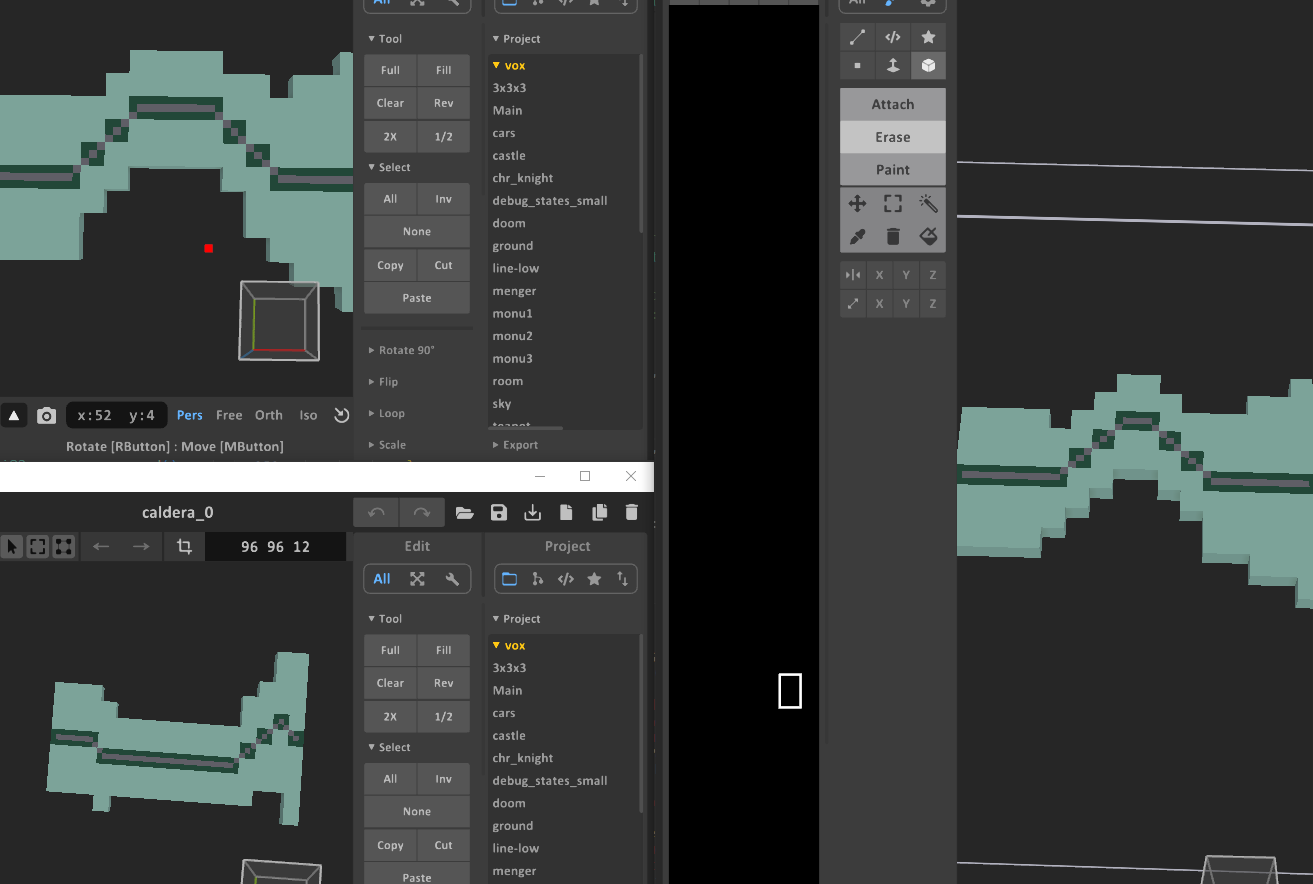 All
Tool
Project
Full Fill
Clear Rev
2X 1/2
Select
All Inv
None
Copy Cut
Paste
Rotate 90°
Flip
Loop
Scale
vox
3x3x3
Main
cars
castle
chr_knight
debug_states_small
doom
ground
line-low
menger
monu1
monu2
monu3
room
sky
teapot
Export
x:52 y:4
Pers Free Orth Iso
Rotate [RButton] : Move [MButton]
caldera_0
96 96 12
Edit
Project
All
Tool
Project
Full Fill
Clear Rev
2X 1/2
Select
All Inv
None
Copy Cut
Paste
vox
3x3x3
Main
cars
castle
chr_knight
debug_states_small
doom
ground
line-low
menger
All
Attach
Erase
Paint
X Y Z
X Y Z